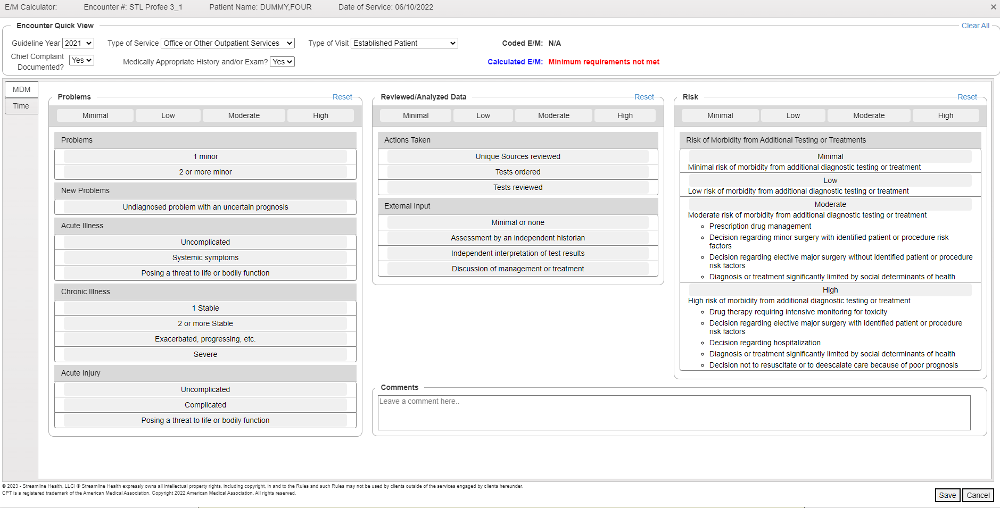 E/M Calculator: Encounter #: STL Profee 3_1 Patient Name: DUMMY,FOUR Date of Service: 06/10/2022 ×
Encounter Quick View Clear All
Guideline Year 2021 Type of Service Office or Other Outpatient Services Type of Visit Established Patient Coded E/M: N/A
Chief Complaint Documented? Yes Medically Appropriate History and/or Exam? Yes Calculated E/M: Minimum requirements not met
MDM
Time
Problems Reset
Minimal Low Moderate High
Problems
1 minor
2 or more minor
New Problems
Undiagnosed problem with an uncertain prognosis
Acute Illness
Uncomplicated
Systemic symptoms
Posing a threat to life or bodily function
Chronic Illness
1 Stable
2 or more Stable
Exacerbated, progressing, etc.
Severe
Acute Injury
Uncomplicated
Complicated
Posing a threat to life or bodily function
Reviewed/Analyzed Data Reset
Minimal Low Moderate High
Actions Taken
Unique Sources reviewed
Tests ordered
Tests reviewed
External Input
Minimal or none
Assessment by an independent historian
Independent interpretation of test results
Discussion of management or treatment
Risk Reset
Minimal Low Moderate High
Risk of Morbidity from Additional Testing or Treatments
Minimal
Minimal risk of morbidity from additional diagnostic testing or treatment
Low
Low risk of morbidity from additional diagnostic testing or treatment
Moderate
Moderate risk of morbidity from additional diagnostic testing or treatment
Prescription drug management
Decision regarding minor surgery with identified patient or procedure risk
factors
Decision regarding elective major surgery without identified patient or procedure
risk factors
Diagnosis or treatment significantly limited by social determinants of health
High
High risk of morbidity from additional diagnostic testing or treatment
Drug therapy requiring intensive monitoring for toxicity
Decision regarding elective major surgery with identified patient or procedure
risk factors
Decision regarding hospitalization
Diagnosis or treatment significantly limited by social determinants of health
Decision not to resuscitate or to deescalate care because of poor prognosis
Comments
Leave a comment here..
© 2023 - Streamline Health, LLC| © Streamline Health expressly owns all intellectual property rights, including copyright, in and to the Rules and such Rules may not be used by clients outside of the services engaged by clients hereunder.
CPT is a registered trademark of the American Medical Association. Copyright 2022 American Medical Association. All rights reserved.
Save Cancel